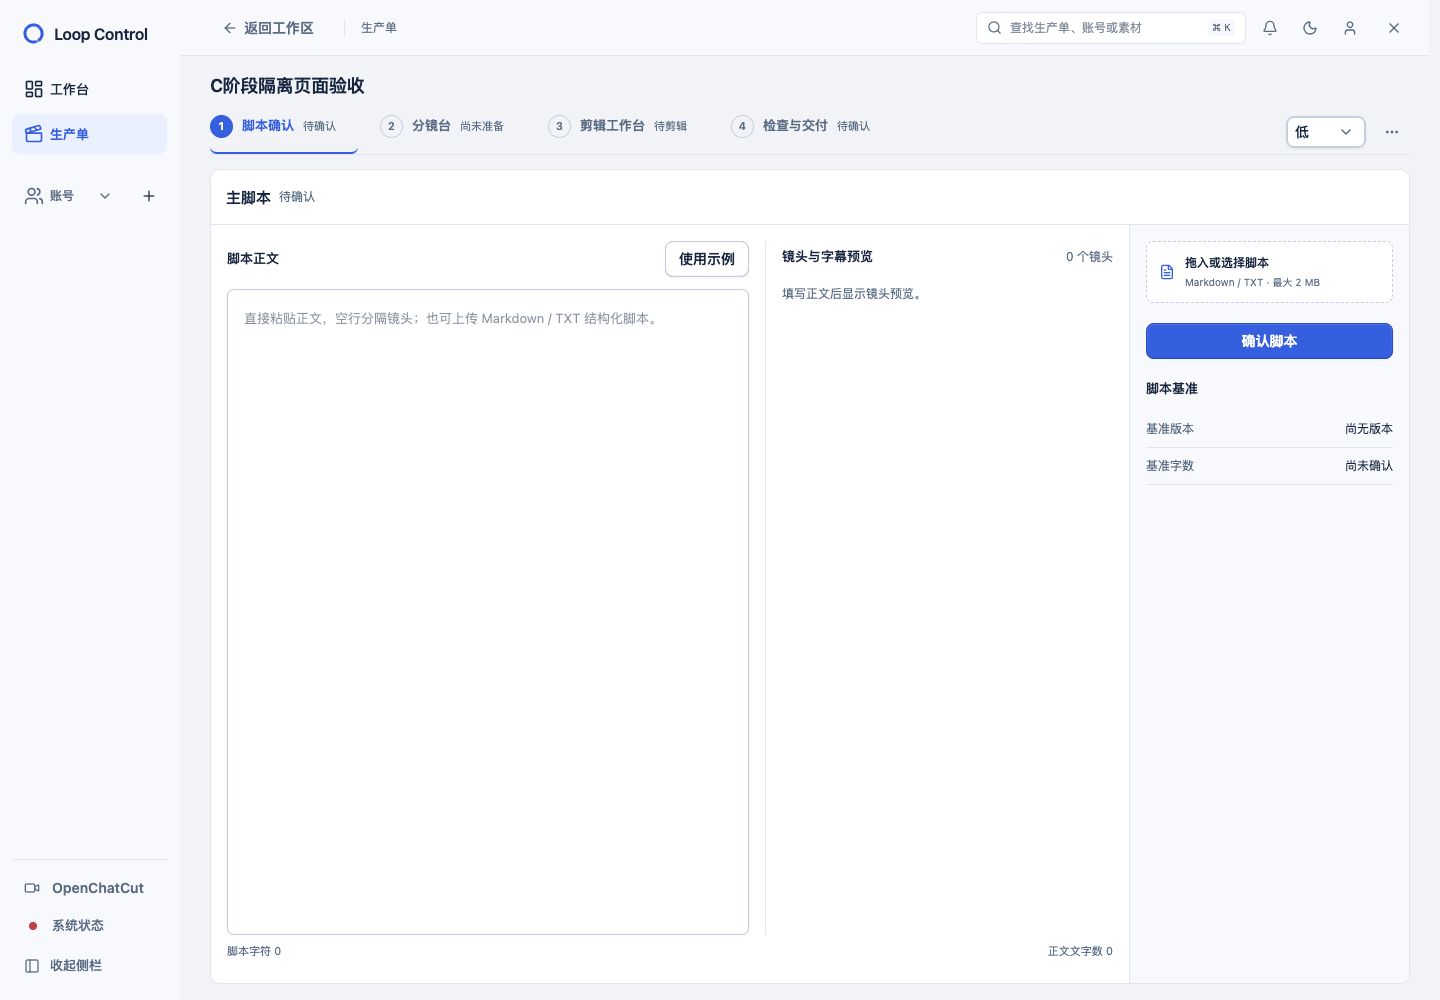 Loop Control
工作台
生产单
账号
OpenChatCut
系统状态
收起侧栏
返回工作区
生产单
查找生产单、账号或素材
⌘ K
C阶段隔离页面验收
1 脚本确认 待确认
2 分镜台 尚未准备
3 剪辑工作台 待剪辑
4 检查与交付 待确认
低
主脚本 待确认
脚本正文
使用示例
直接粘贴正文，空行分隔镜头；也可上传 Markdown / TXT 结构化脚本。
脚本字符 0
镜头与字幕预览
0 个镜头
填写正文后显示镜头预览。
正文文字数 0
拖入或选择脚本
Markdown / TXT · 最大 2 MB
确认脚本
脚本基准
基准版本 尚无版本
基准字数 尚未确认